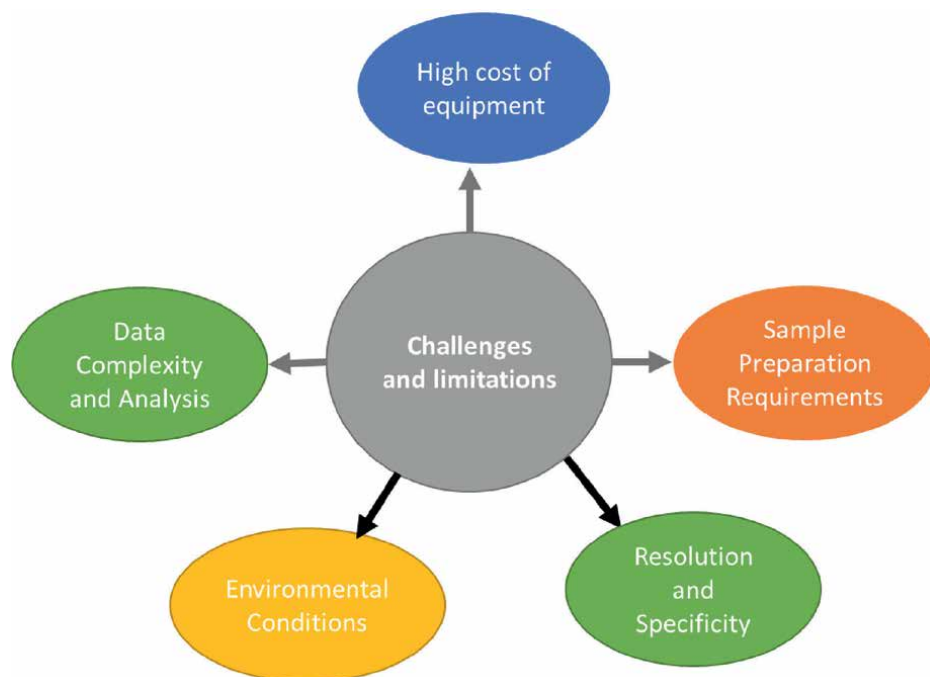 High cost of
equipment
Data
Complexity
and Analysis
Challenges
and limitations
Sample
Preparation
Requirements
Environmental
Conditions
Resolution
and
Specificity